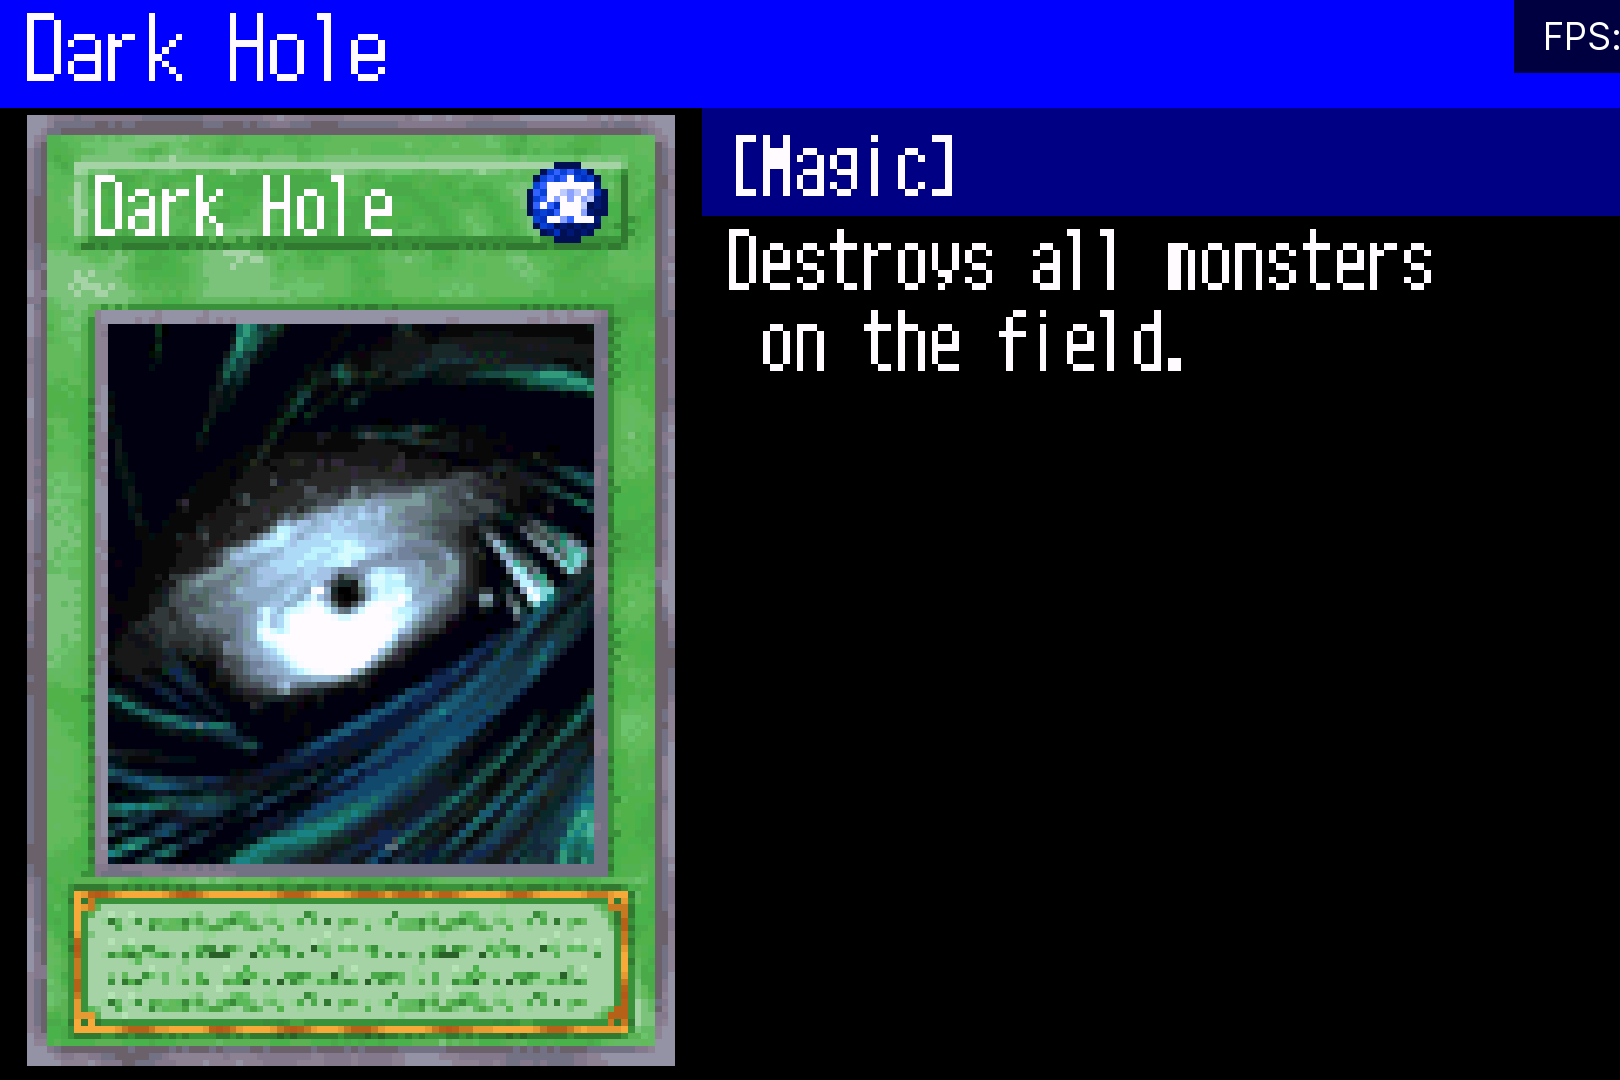 Dark Hole
FPS:
Dark Hole
[Magic]
Destroys all monsters
on the field.